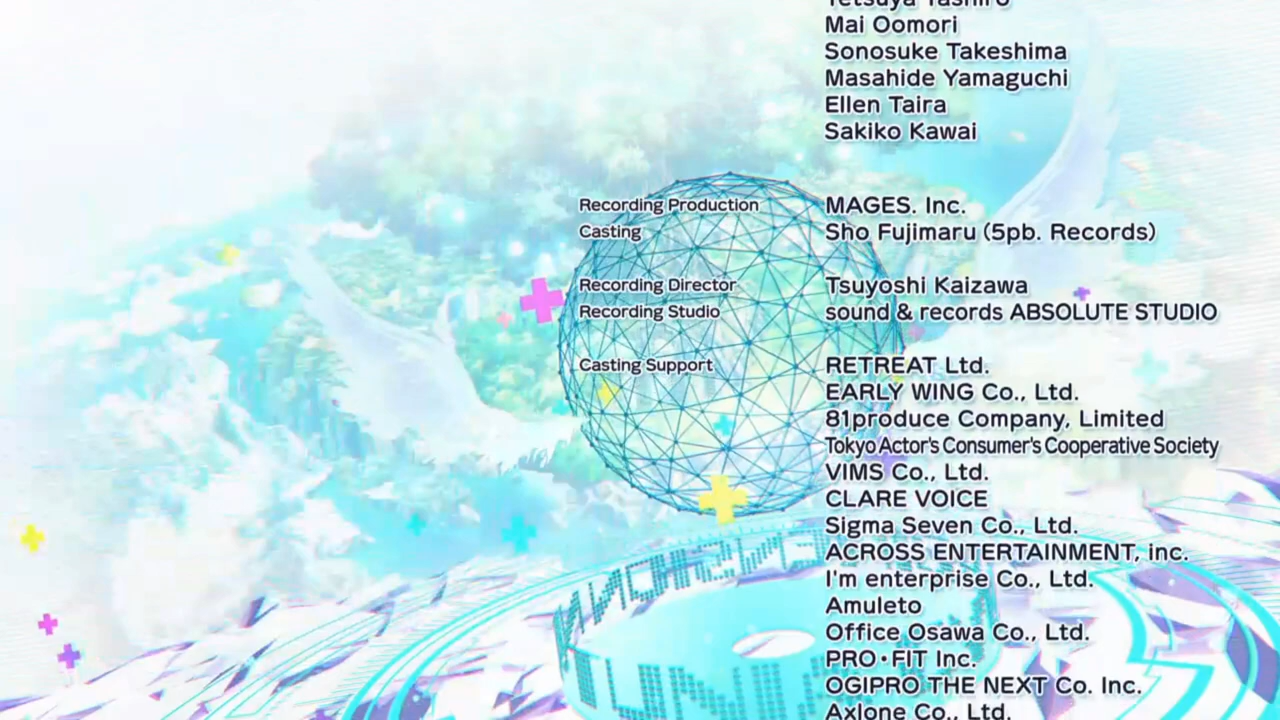 Tetsuya Tashiro
Mai Oomori
Sonosuke Takeshima
Masahide Yamaguchi
Ellen Taira
Sakiko Kawai
Recording Production MAGES. Inc.
Casting Sho Fujimaru (5pb. Records)
Recording Director Tsuyoshi Kaizawa
Recording Studio sound & records ABSOLUTE STUDIO
Casting Support RETREAT Ltd.
EARLY WING Co., Ltd.
81produce Company, Limited
Tokyo Actor's Consumer's Cooperative Society
VIMS Co., Ltd.
CLARE VOICE
Sigma Seven Co., Ltd.
ACROSS ENTERTAINMENT, inc.
I'm enterprise Co., Ltd.
Amuleto
Office Osawa Co., Ltd.
PRO・FIT Inc.
OGIPRO THE NEXT Co. Inc.
Axlone Co., Ltd.